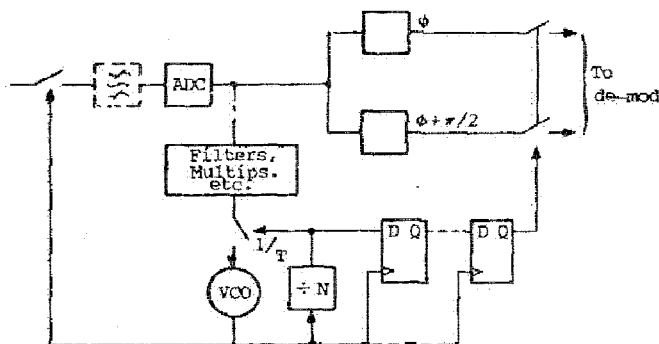 φ
ADC
To
de-mod
φ+π/2
Filters,
Multips.
etc.
1/T
D Q
D Q
VCO
÷ N